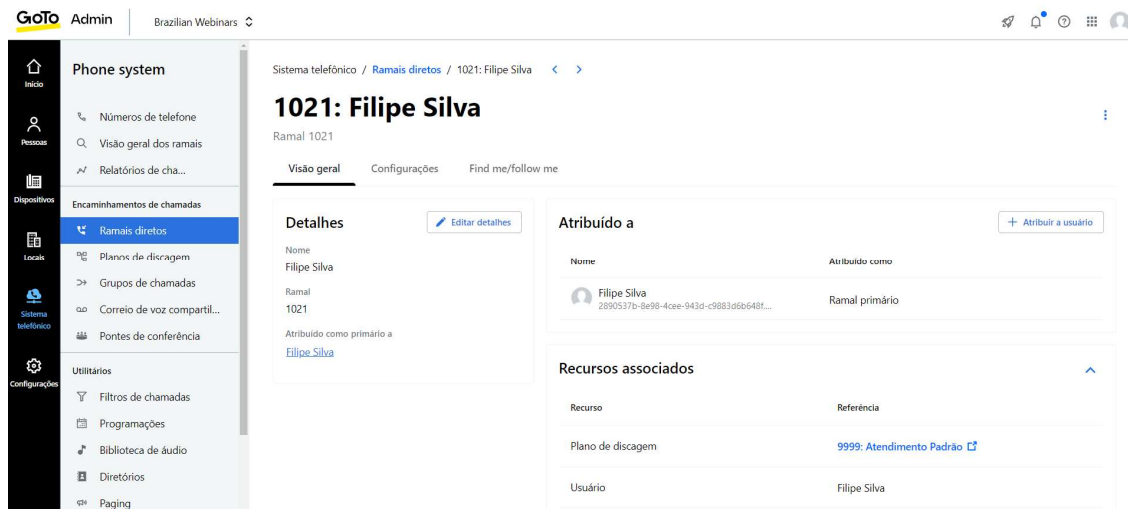 GoTo Admin
Brazilian Webinars
Início
Pessoas
Dispositivos
Locais
Sistema telefônico
Configurações
Phone system
Números de telefone
Visão geral dos ramais
Relatórios de cha...
Encaminhamentos de chamadas
Ramais diretos
Planos de discagem
Grupos de chamadas
Correio de voz compartil...
Pontes de conferência
Utilitários
Filtros de chamadas
Programações
Biblioteca de áudio
Diretórios
Paging
Sistema telefônico / Ramais diretos / 1021: Filipe Silva < >
1021: Filipe Silva
Ramal 1021
Visão geral Configurações Find me/follow me
Detalhes
Editar detalhes
Nome
Filipe Silva
Ramal
1021
Atribuído como primário a
Filipe Silva
Atribuído a
+ Atribuir a usuário
Nome Atribuído como
Filipe Silva
2890537b-8e98-4cee-943d-c9883d6b648f....
Ramal primário
Recursos associados
Recurso Referência
Plano de discagem 9999: Atendimento Padrão
Usuário Filipe Silva